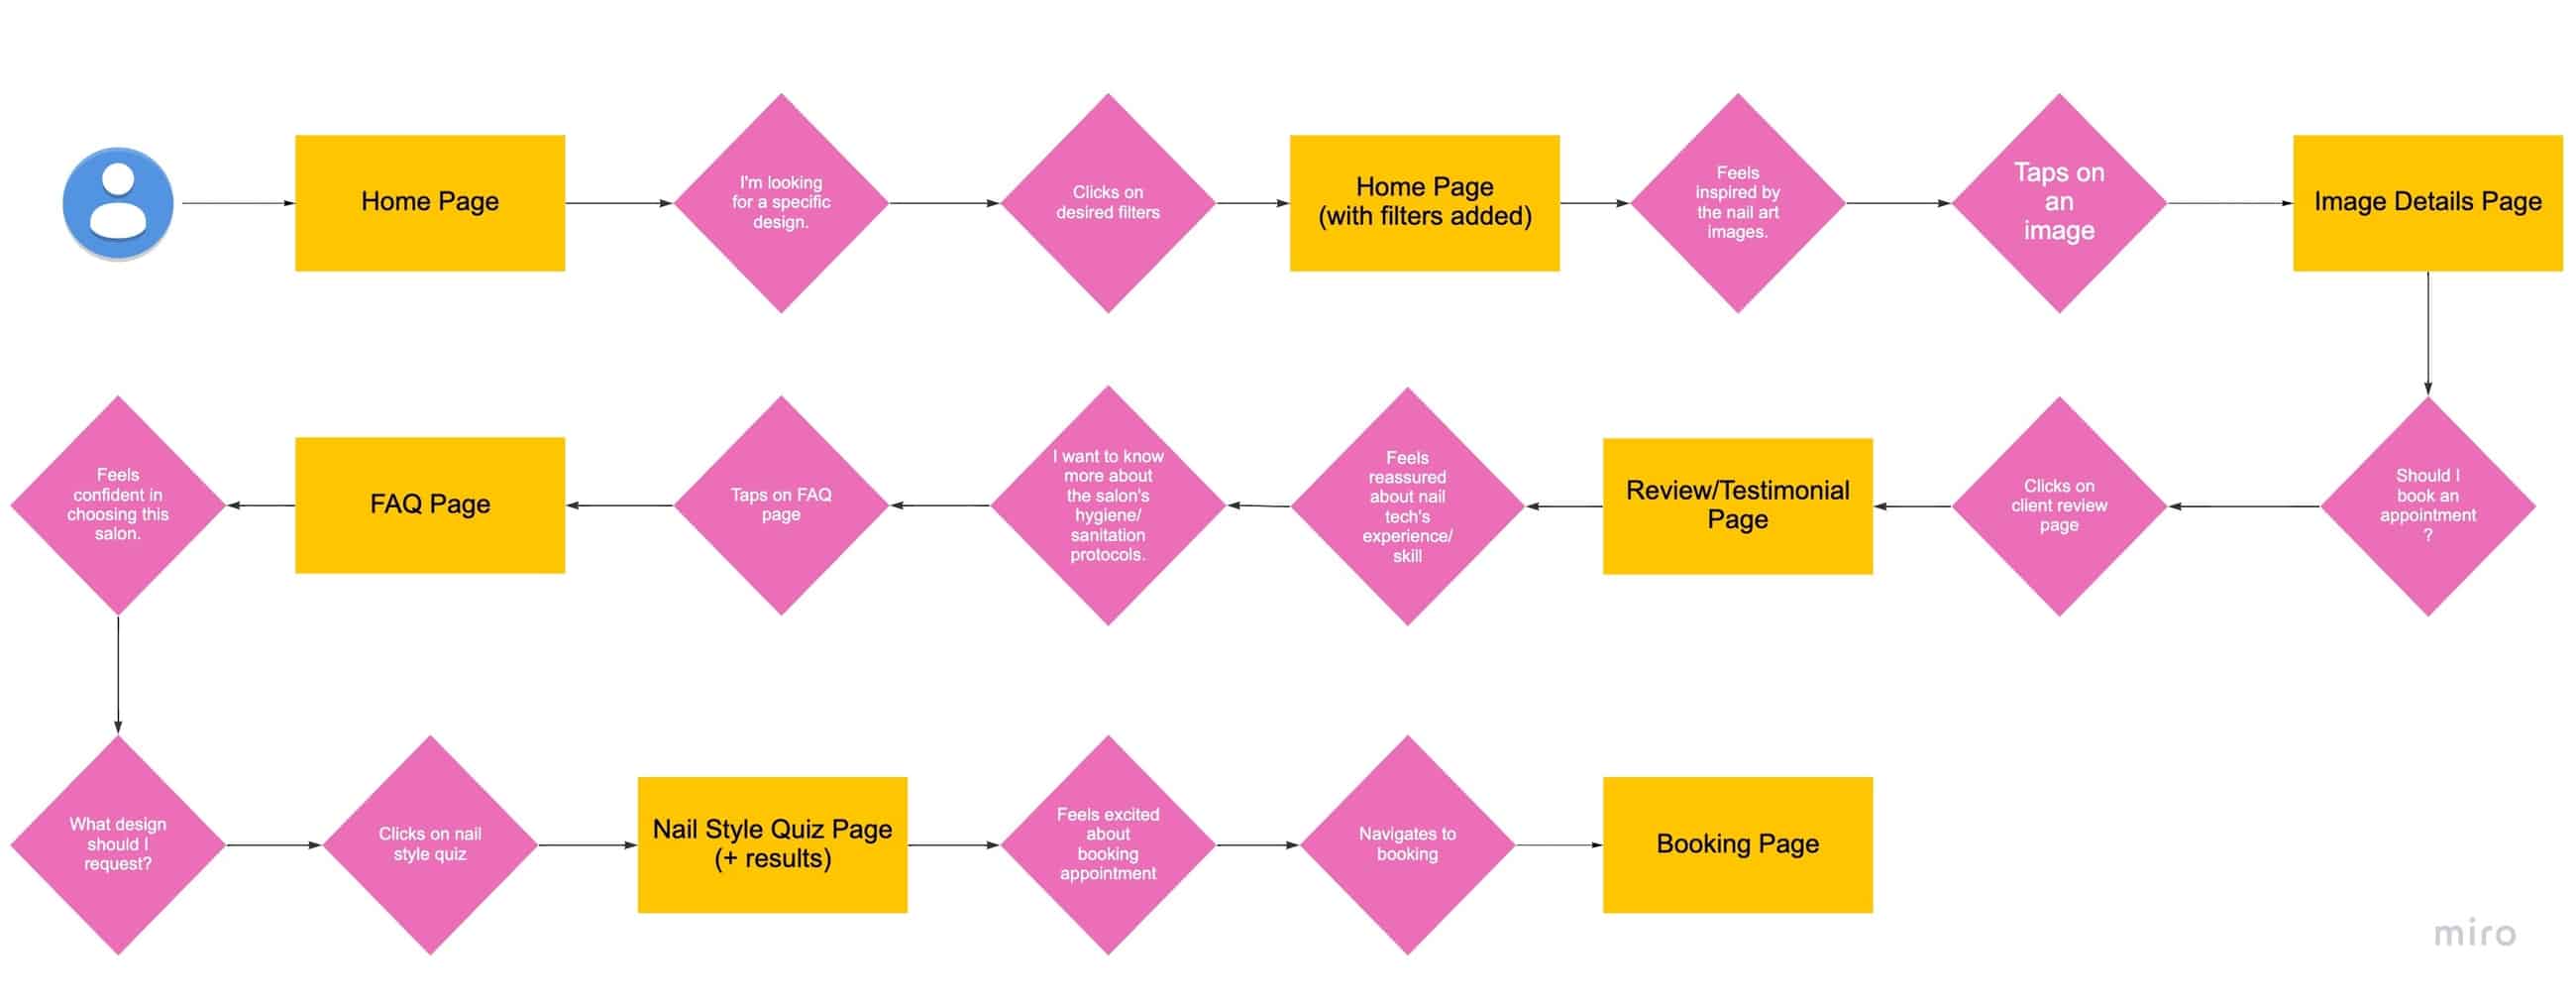 Home Page
I'm looking
for a specific
design.
Clicks on
desired filters
Home Page
(with filters added)
Feels
inspired by
the nail art
images.
Taps on
an
image
Image Details Page
Should I
book an
appointment
?
Clicks on
client review
page
Review/Testimonial
Page
Feels
reassured
about nail
tech's
experience/
skill
I want to know
more about
the salon's
hygiene/
sanitation
protocols.
Taps on FAQ
page
FAQ Page
Feels
confident in
choosing this
salon.
What design
should I
request?
Clicks on nail
style quiz
Nail Style Quiz Page
(+ results)
Feels excited
about
booking
appointment
Navigates to
booking
Booking Page
miro